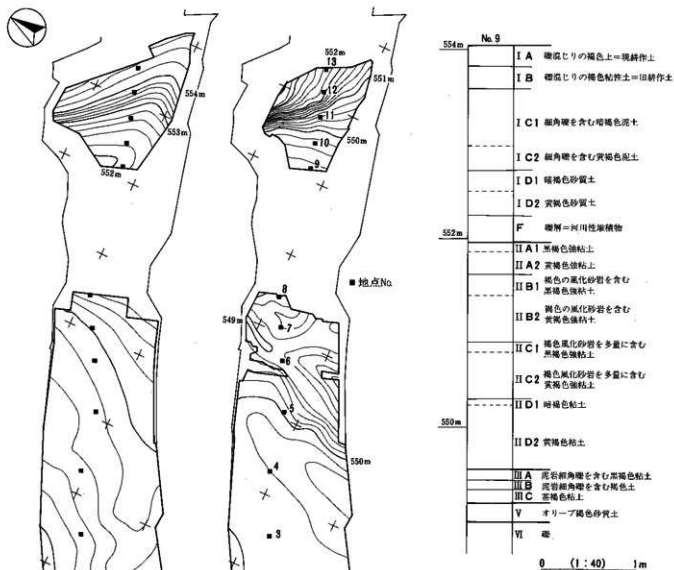 554m
553m
552m
552m
13
551m
12
11
550m
10
9
■地点No.
8
549m
7
6
5
550m
4
3
No. 9
554m
I A 礫混じりの褐色土=現耕作土
I B 礫混じりの褐色粘性土=旧耕作土
I C1 細角礫を含む暗褐色泥土
I C2 細角礫を含む黄褐色泥土
I D1 暗褐色砂質土
I D2 黄褐色砂質土
F 礫層=河川性堆積物
552m
II A1 黒褐色強粘土
II A2 黄褐色強粘土
II B1 褐色の風化砂岩を含む
黒褐色強粘土
II B2 褐色の風化砂岩を含む
黄褐色強粘土
II C1 褐色風化砂岩を多量に含む
黒褐色強粘土
II C2 褐色風化砂岩を多量に含む
黄褐色強粘土
II D1 暗褐色粘土
550m
II D2 黄褐色粘土
III A 泥岩細角礫を含む黒褐色粘土
III B 泥岩細角礫を含む褐色土
III C 茶褐色粘土
V オリーブ褐色砂質土
VI 礫
0 (1:40) 1m